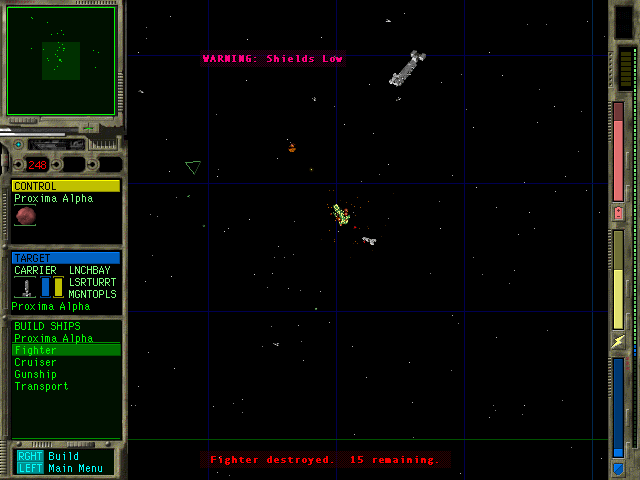 WARNING: Shields Low
248
CONTROL
Proxima Alpha
TARGET
CARRIER LNCHBAY
LSRTURRT
MGNTOPLS
Proxima Alpha
BUILD SHIPS
Proxima Alpha
Fighter
Cruiser
Gunship
Transport
RGHT Build
LEFT Main Menu
Fighter destroyed. 15 remaining.